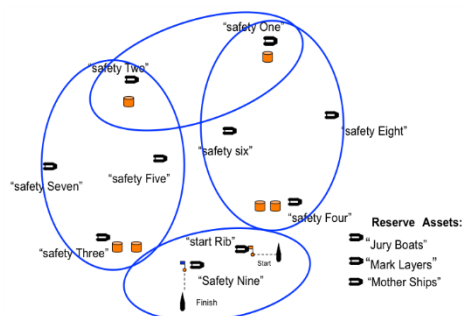 “safety One”
“safety Two”
“safety Eight”
“safety six”
“safety Seven”
“safety Five”
“safety Four”
“safety Three”
“start Rib”
Start
“Safety Nine”
Finish
Reserve Assets:
“Jury Boats”
“Mark Layers”
“Mother Ships”